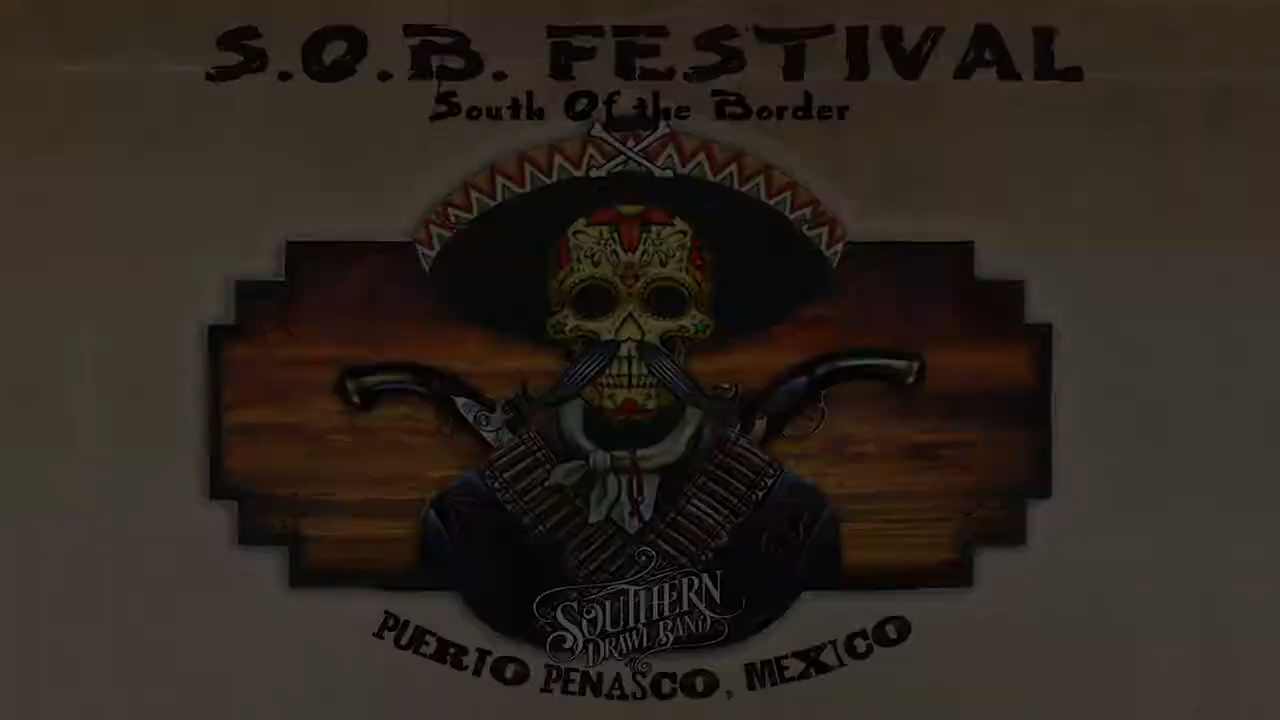 S.O.B. FESTIVAL
South Of the Border
SOUTHERN
DRAWL BAND
PUERTO PENASCO, MEXICO